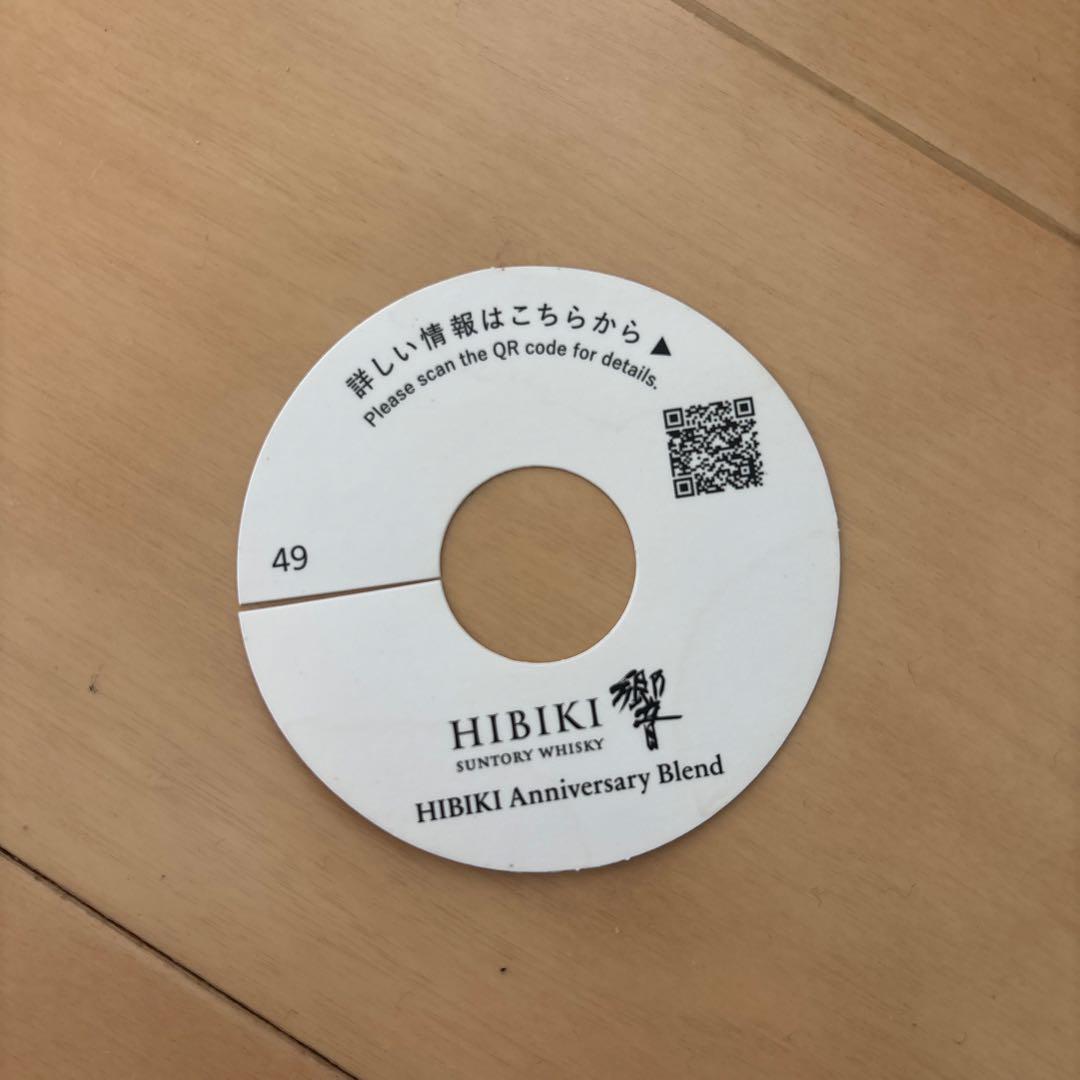 詳しい情報はこちらから▲
Please scan the QR code for details.
49
HIBIKI 響
SUNTORY WHISKY
HIBIKI Anniversary Blend